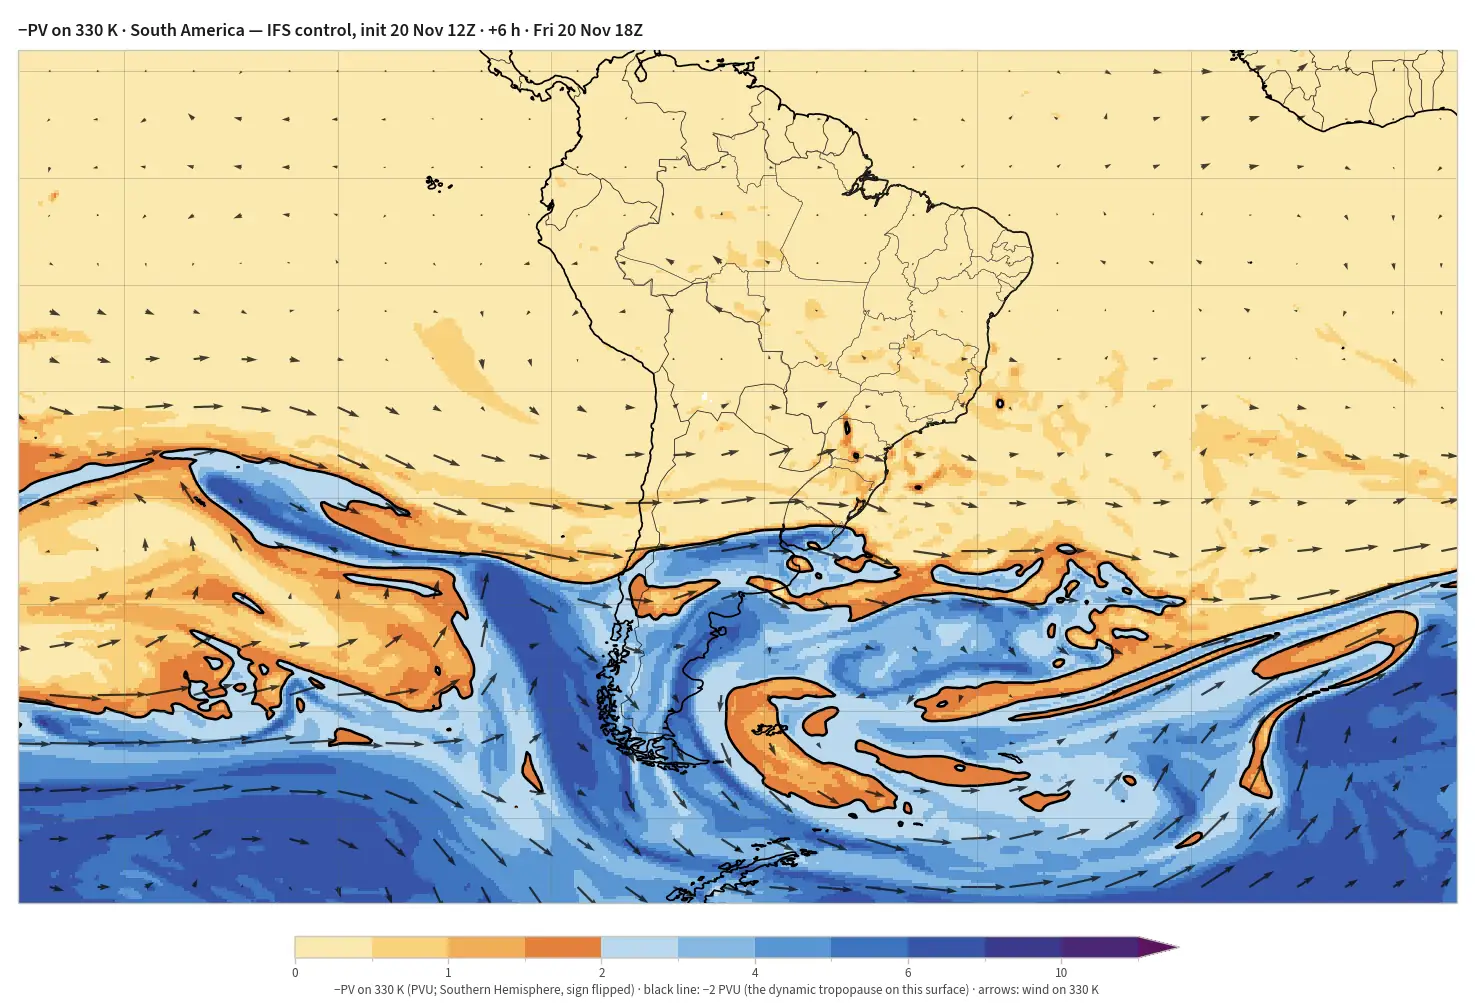 −PV on 330 K · South America — IFS control, init 20 Nov 12Z · +6 h · Fri 20 Nov 18Z
0 1 2 4 6 10
−PV on 330 K (PVU; Southern Hemisphere, sign flipped) · black line: −2 PVU (the dynamic tropopause on this surface) · arrows: wind on 330 K